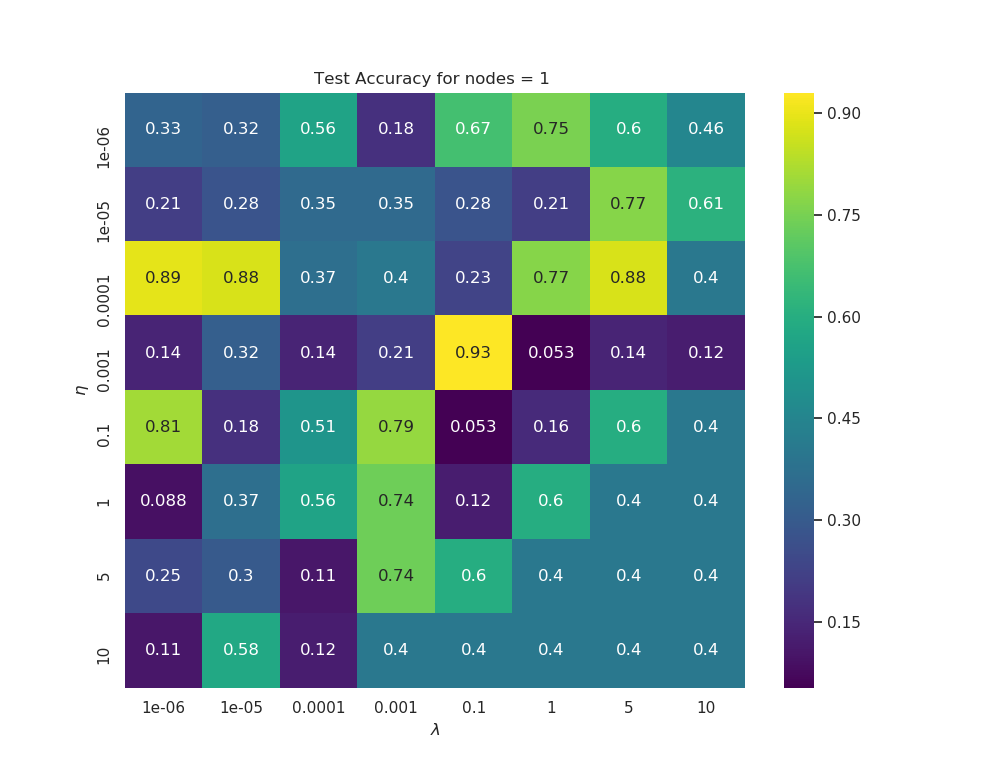 Test Accuracy for nodes = 1
1e-06 0.33 0.32 0.56 0.18 0.67 0.75 0.6 0.46
1e-05 0.21 0.28 0.35 0.35 0.28 0.21 0.77 0.61
0.0001 0.89 0.88 0.37 0.4 0.23 0.77 0.88 0.4
0.001 0.14 0.32 0.14 0.21 0.93 0.053 0.14 0.12
η
0.1 0.81 0.18 0.51 0.79 0.053 0.16 0.6 0.4
1 0.088 0.37 0.56 0.74 0.12 0.6 0.4 0.4
5 0.25 0.3 0.11 0.74 0.6 0.4 0.4 0.4
10 0.11 0.58 0.12 0.4 0.4 0.4 0.4 0.4
1e-06 1e-05 0.0001 0.001 0.1 1 5 10
λ
0.90
0.75
0.60
0.45
0.30
0.15